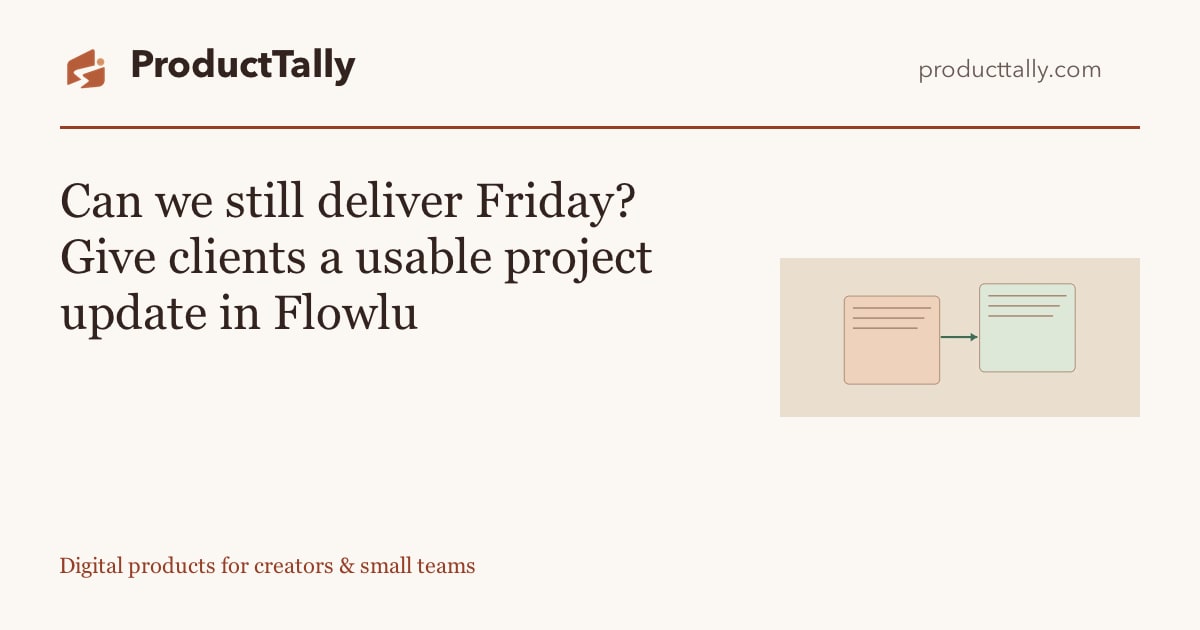 ProductTally
producttally.com
Can we still deliver Friday?
Give clients a usable project
update in Flowlu
Digital products for creators & small teams